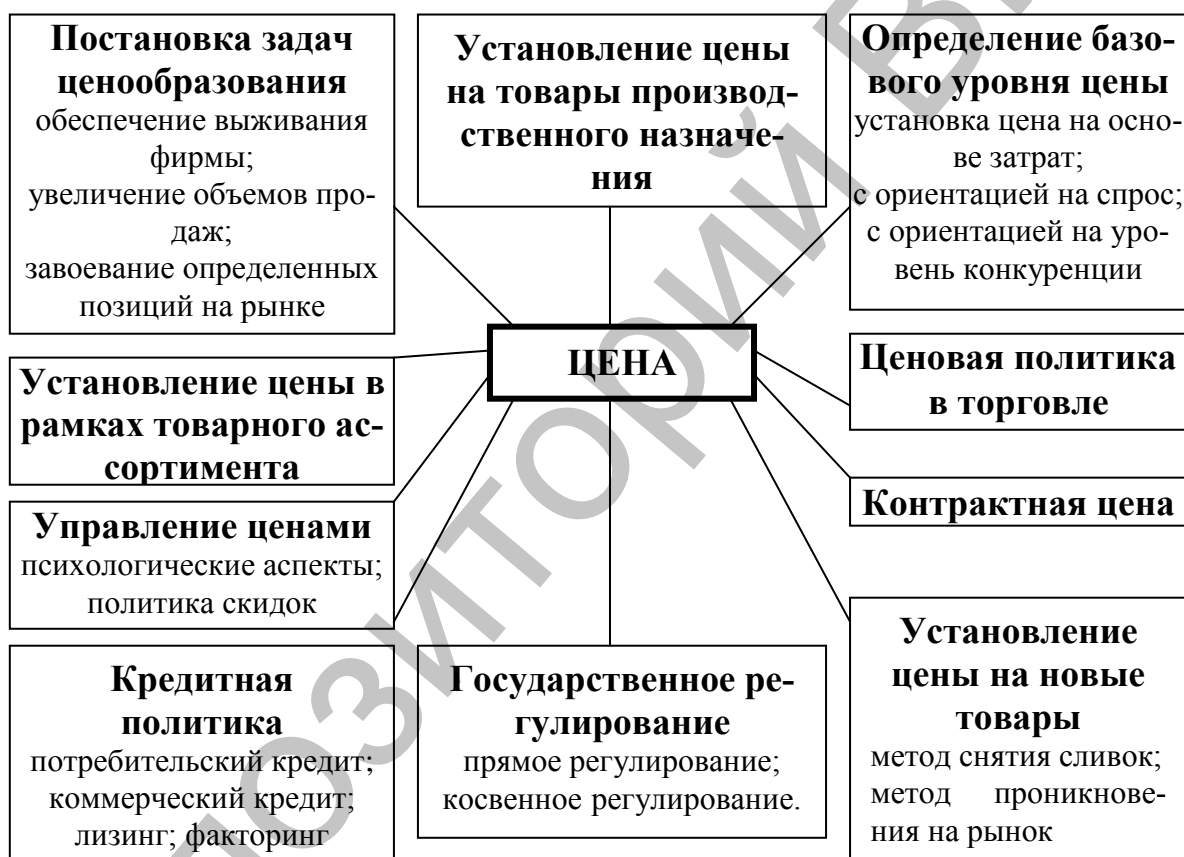 Постановка задач
ценообразования
обеспечение выживания
фирмы;
увеличение объемов про-
даж;
завоевание определенных
позиций на рынке
Установление цены
на товары производ-
ственного назначе-
ния
Определение базо-
вого уровня цены
установка цена на осно-
ве затрат;
с ориентацией на спрос;
с ориентацией на уро-
вень конкуренции
ЦЕНА
Установление цены в
рамках товарного ас-
сортимента
Ценовая политика
в торговле
Управление ценами
психологические аспекты;
политика скидок
Контрактная цена
Кредитная
политика
потребительский кредит;
коммерческий кредит;
лизинг; факторинг
Государственное ре-
гулирование
прямое регулирование;
косвенное регулирование.
Установление
цены на новые
товары
метод снятия сливок;
метод проникнове-
ния на рынок